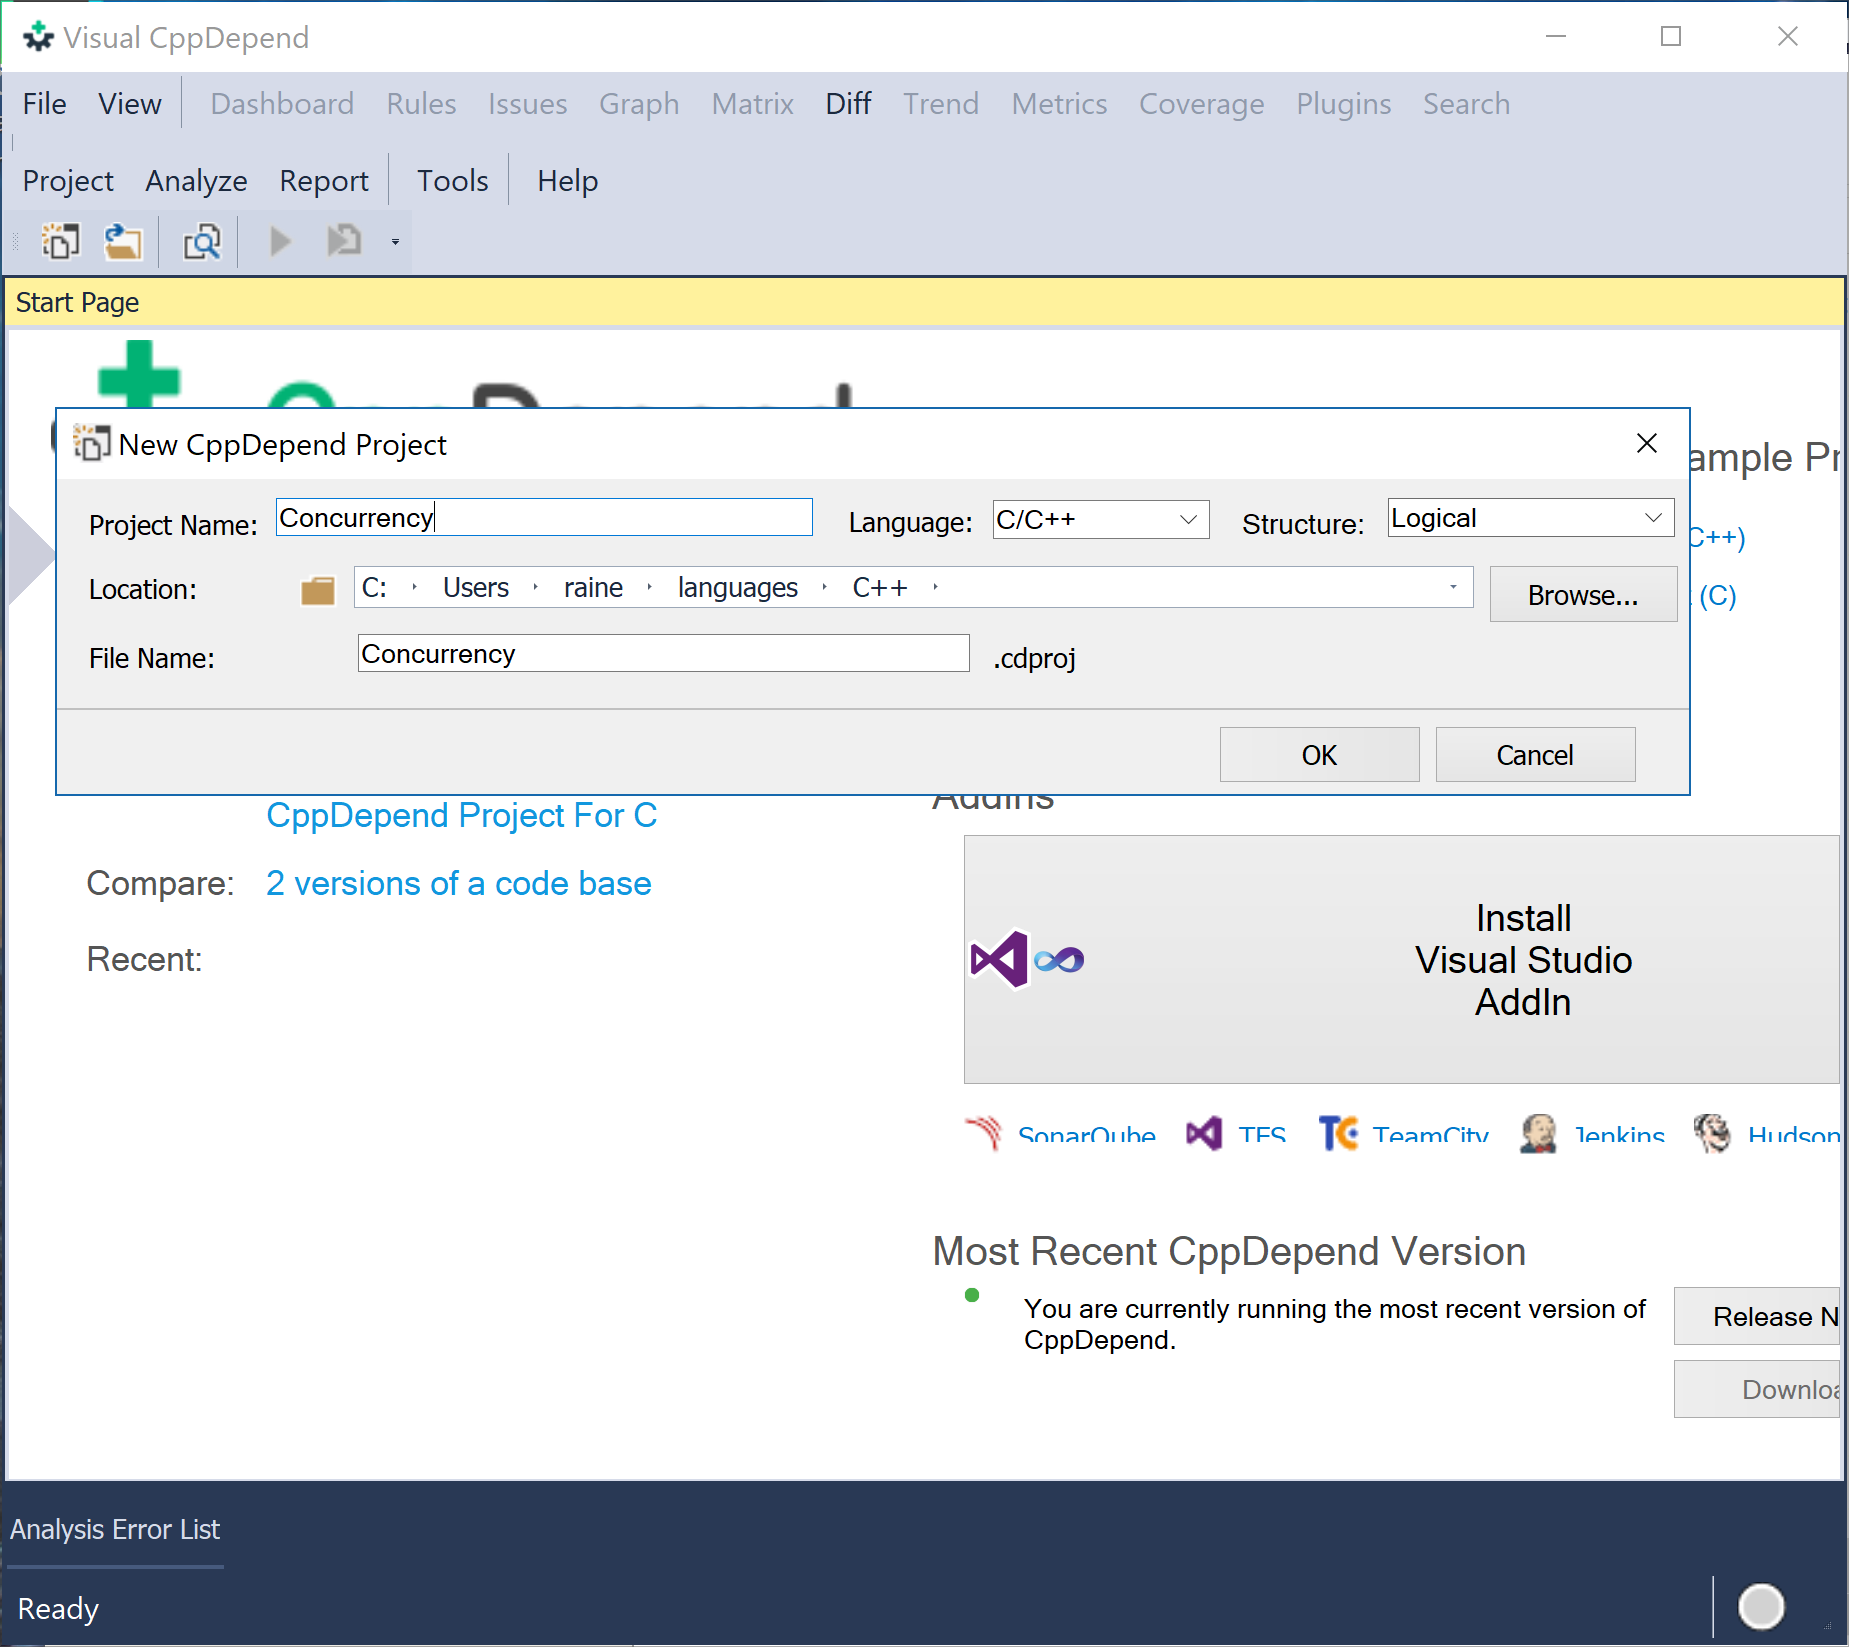 Visual CppDepend
File View Dashboard Rules Issues Graph Matrix Diff Trend Metrics Coverage Plugins Search
Project Analyze Report Tools Help
Start Page
New CppDepend Project
Project Name: Concurrency Language: C/C++ Structure: Logical
Location: C: Users raine languages C++ Browse...
File Name: Concurrency .cdproj
OK Cancel
C++)
(C)
CppDepend Project For C
AddIns
Compare: 2 versions of a code base
Recent:
Install
Visual Studio
AddIn
SonarQube TFS TeamCity Jenkins Hudson
Most Recent CppDepend Version
You are currently running the most recent version of
CppDepend.
Release N
Analysis Error List
Ready